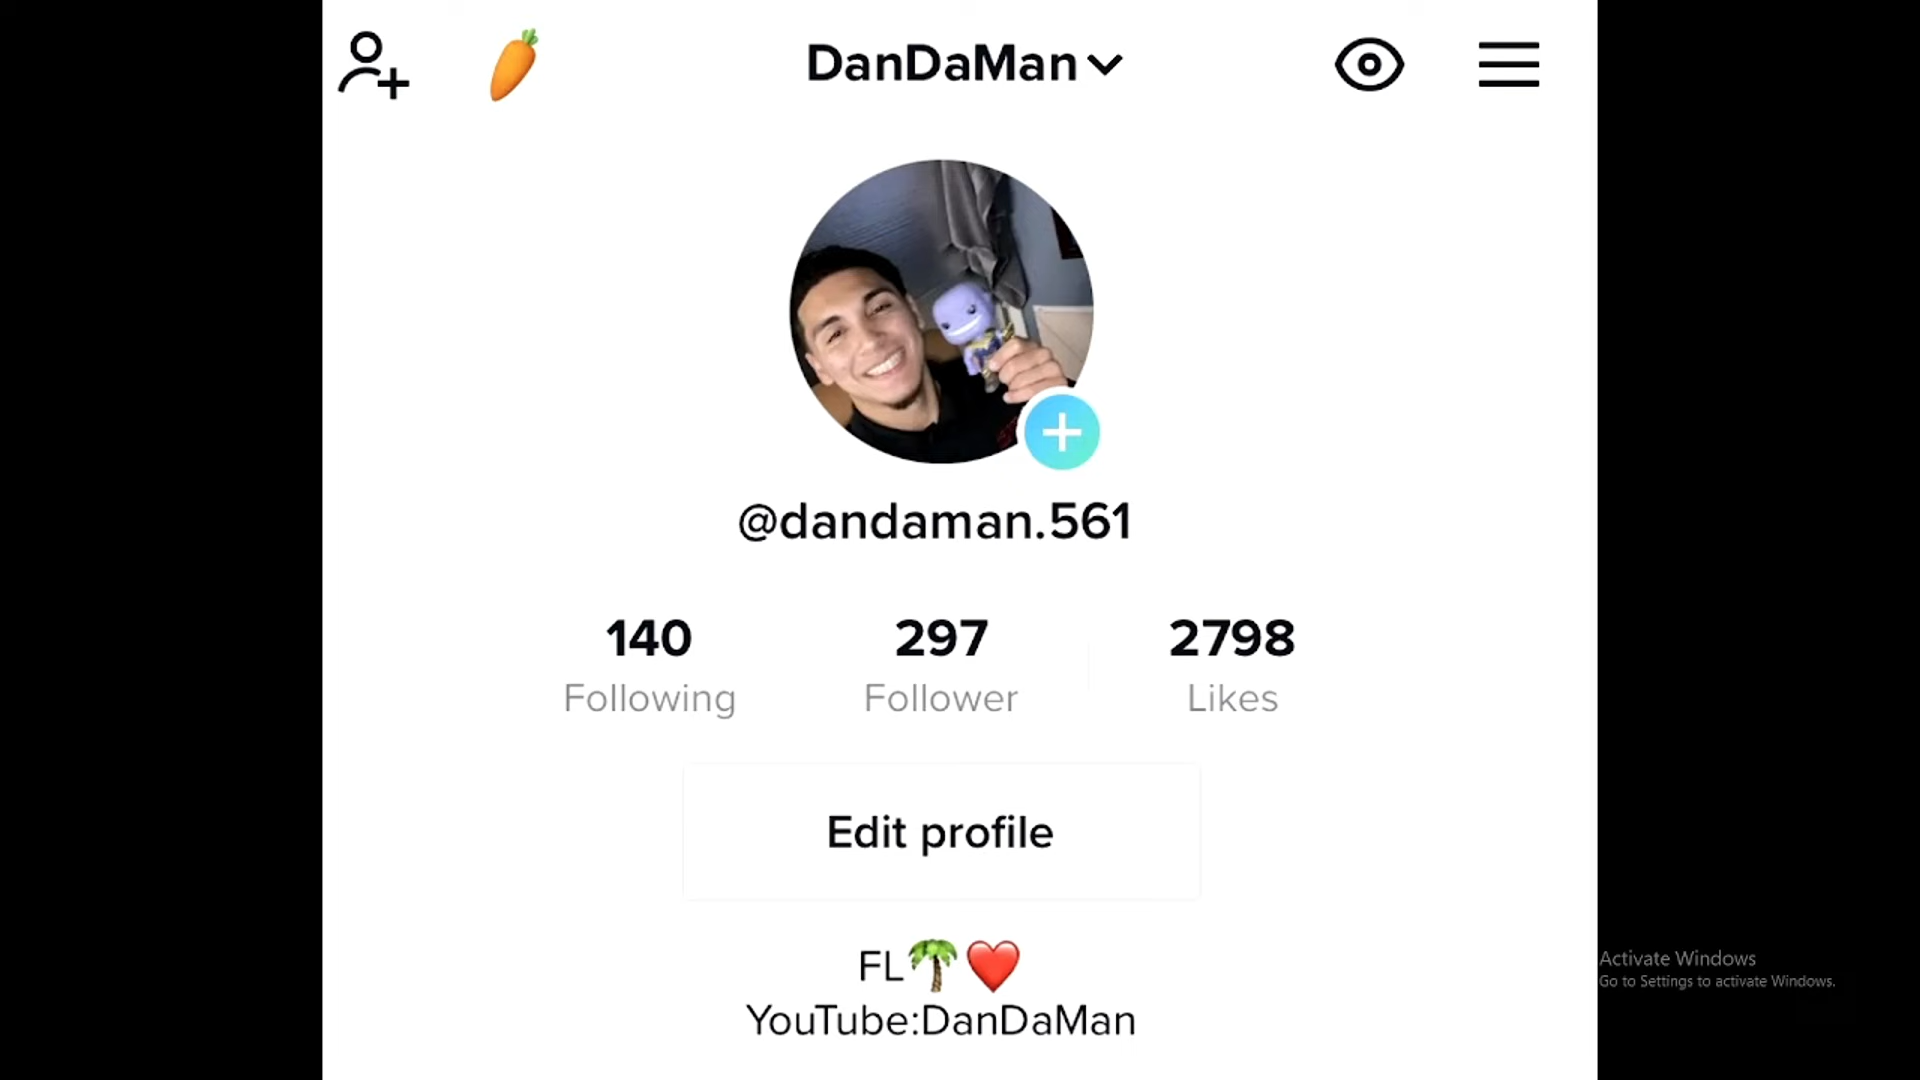 DanDaMan
@dandaman.561
140 297 2798
Following Follower Likes
Edit profile
FL🌴❤️
YouTube:DanDaMan
Activate Windows
Go to Settings to activate Windows.